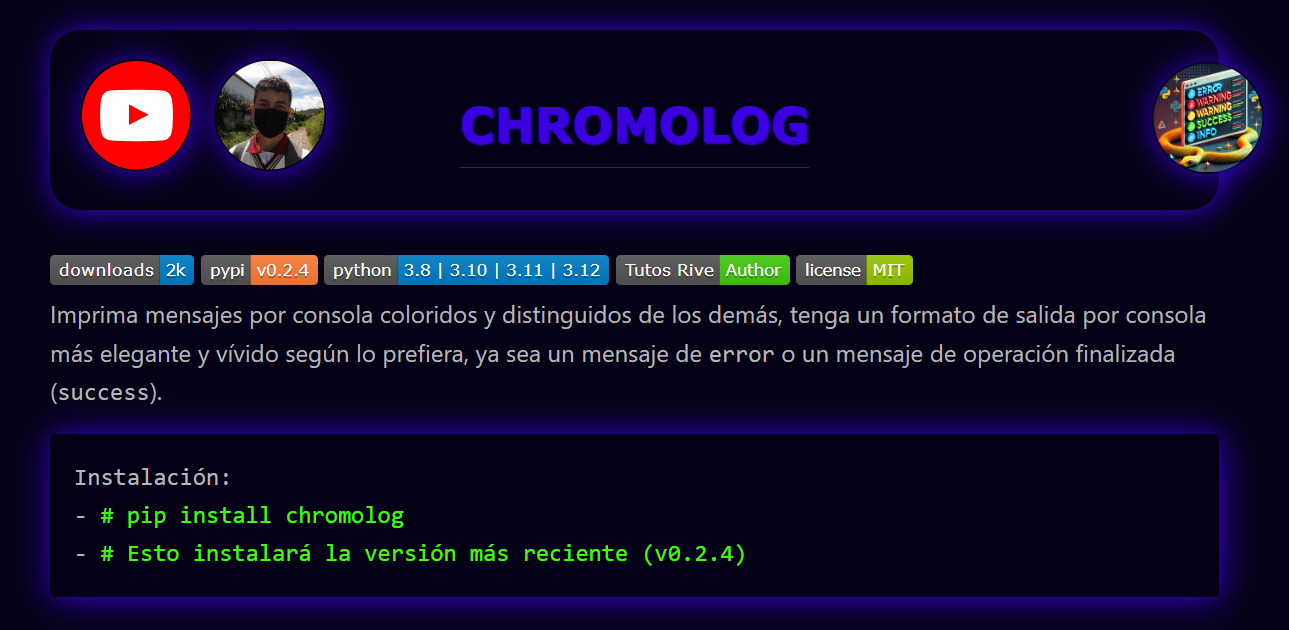 CHROMOLOG
ERROR
WARNING
WARNING
SUCCESS
INFO
downloads 2k pypi v0.2.4 python 3.8 | 3.10 | 3.11 | 3.12 Tutos Rive Author license MIT
Imprima mensajes por consola coloridos y distinguidos de los demás, tenga un formato de salida por consola
más elegante y vívido según lo prefiera, ya sea un mensaje de error o un mensaje de operación finalizada
(success).
Instalación:
- # pip install chromolog
- # Esto instalará la versión más reciente (v0.2.4)